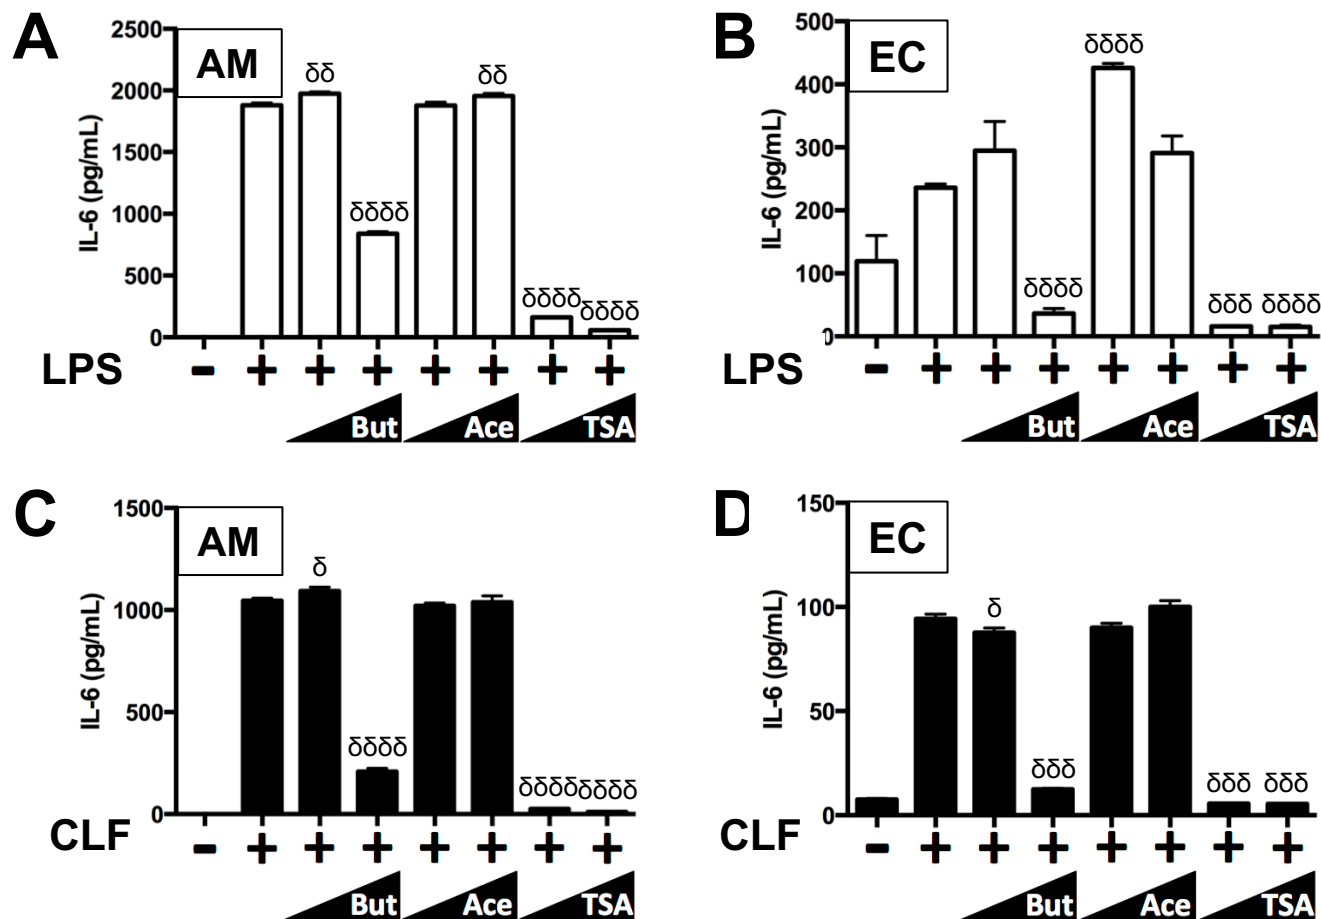 A
AM
IL-6 (pg/mL)
2500
2000
1500
1000
500
0
δδ
δδδδ
δδ
δδδδ
δδδδ
LPS - + + + + + + +
But Ace TSA
B
EC
IL-6 (pg/mL)
500
400
300
200
100
0
δδδδ
δδδδ
δδδ
δδδδ
LPS - + + + + + + +
But Ace TSA
C
AM
IL-6 (pg/mL)
1500
1000
500
0
δ
δδδδ
δδδδ
δδδδ
CLF - + + + + + + +
But Ace TSA
D
EC
IL-6 (pg/mL)
150
100
50
0
δ
δδδ
δδδ
δδδ
CLF - + + + + + + +
But Ace TSA